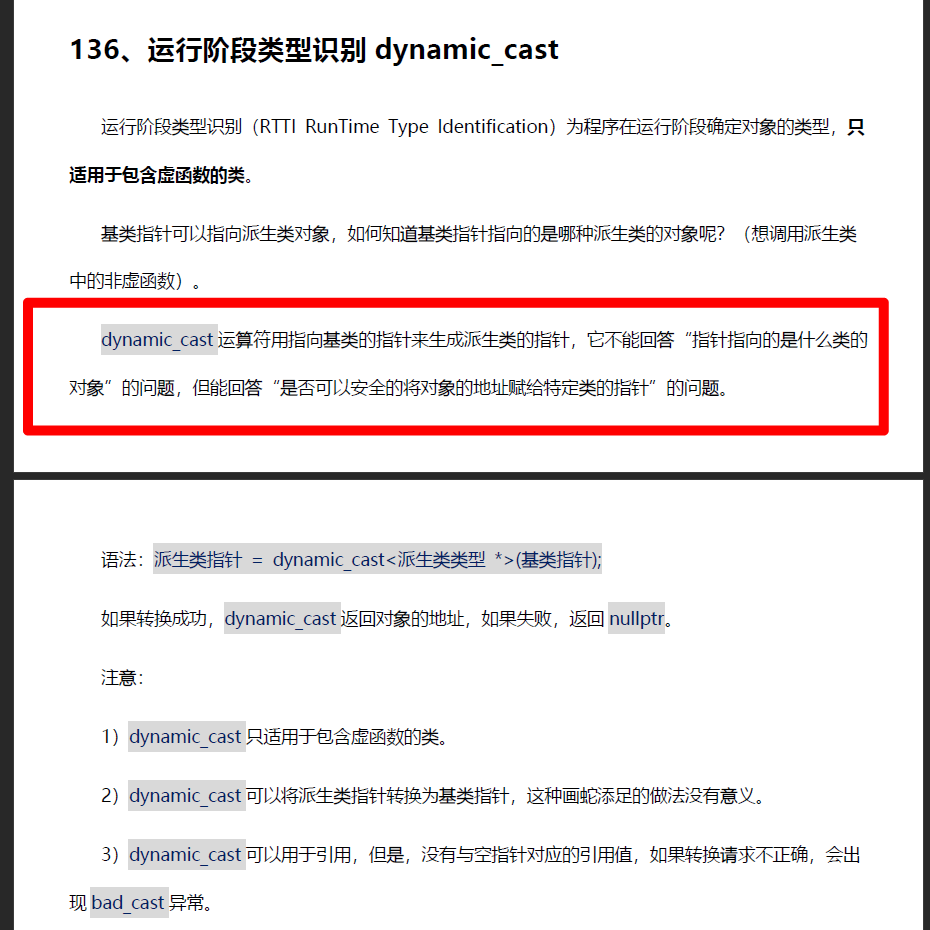 136、运行阶段类型识别 dynamic_cast
运行阶段类型识别（RTTI RunTime Type Identification）为程序在运行阶段确定对象的类型，只
适用于包含虚函数的类。
基类指针可以指向派生类对象，如何知道基类指针指向的是哪种派生类的对象呢？（想调用派生类
中的非虚函数）。
dynamic_cast 运算符用指向基类的指针来生成派生类的指针，它不能回答“指针指向的是什么类的
对象”的问题，但能回答“是否可以安全的将对象的地址赋给特定类的指针”的问题。
语法：派生类指针 = dynamic_cast<派生类类型 *>(基类指针);
如果转换成功，dynamic_cast 返回对象的地址，如果失败，返回 nullptr。
注意：
1）dynamic_cast 只适用于包含虚函数的类。
2）dynamic_cast 可以将派生类指针转换为基类指针，这种画蛇添足的做法没有意义。
3）dynamic_cast 可以用于引用，但是，没有与空指针对应的引用值，如果转换请求不正确，会出
现 bad_cast 异常。